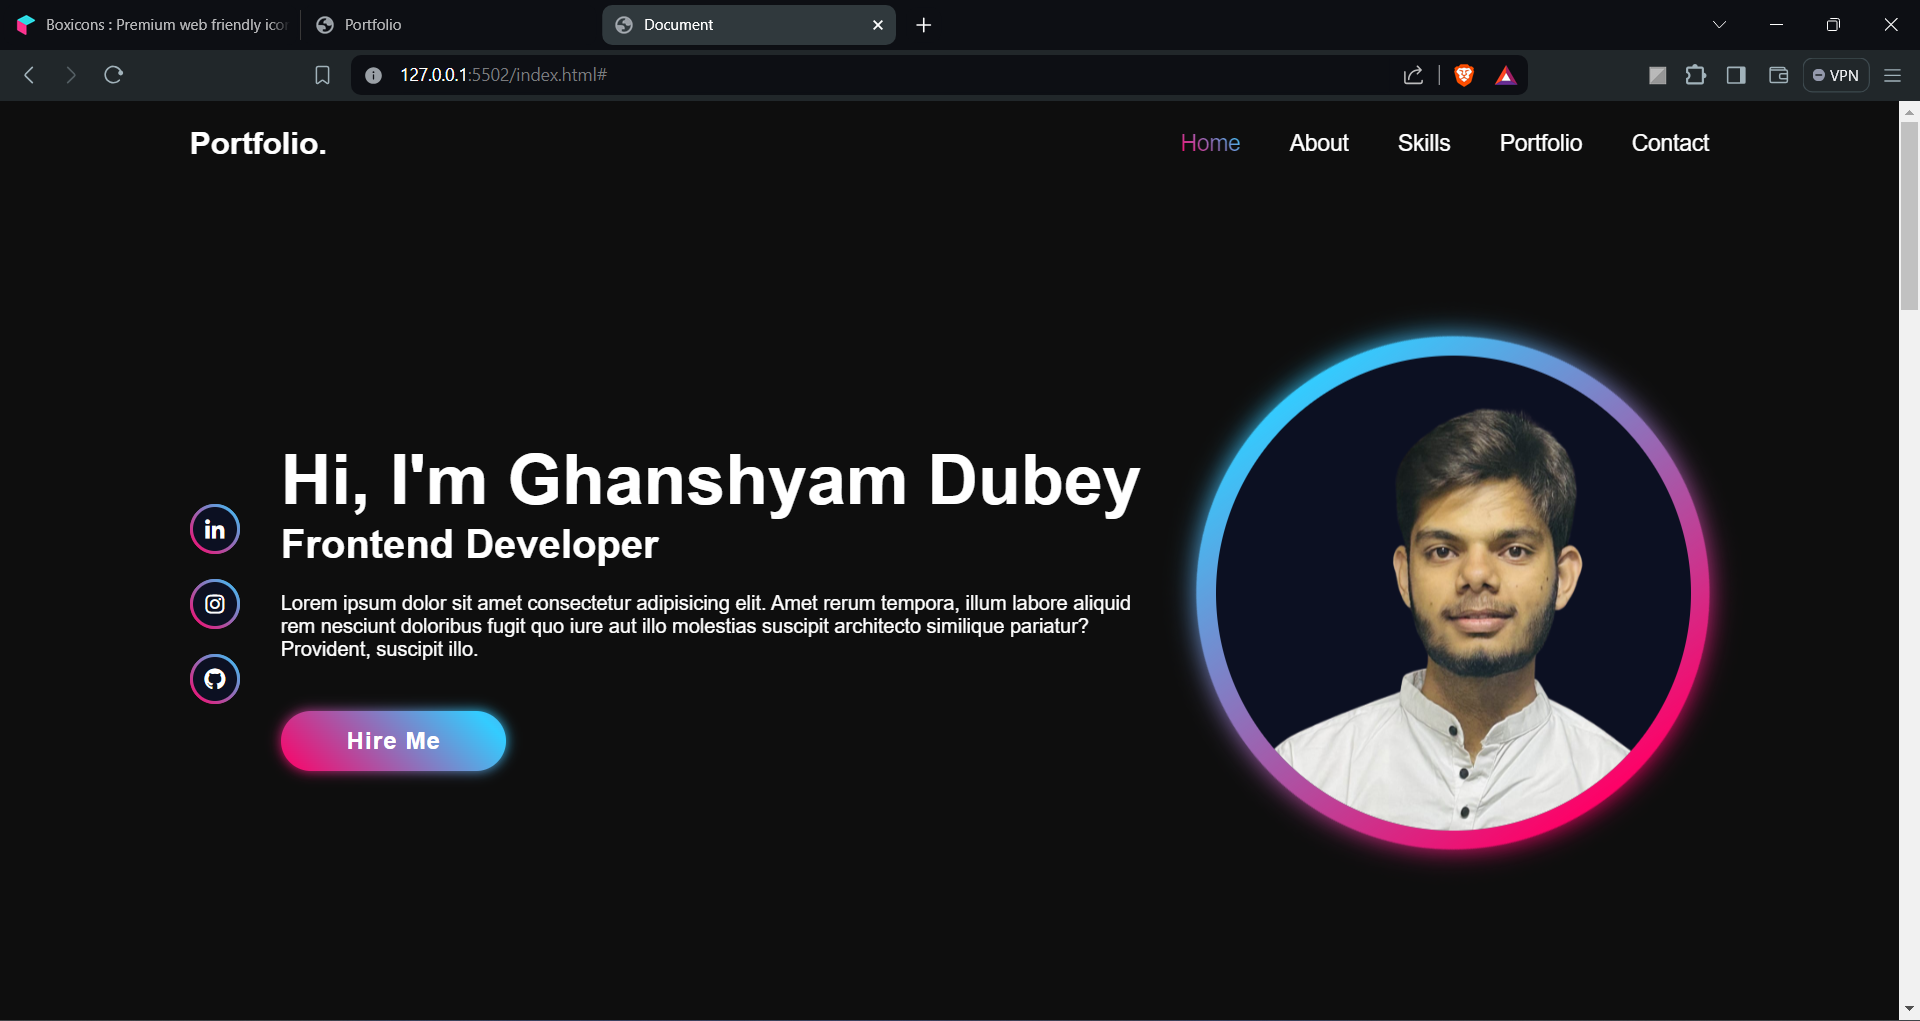 Boxicons : Premium web friendly
Portfolio
Document
127.0.0.1:5502/index.html#
VPN
Portfolio.
Home
About
Skills
Portfolio
Contact
Hi, I'm Ghanshyam Dubey
Frontend Developer
in
Lorem ipsum dolor sit amet consectetur adipisicing elit. Amet rerum tempora, illum labore aliquid
rem nesciunt doloribus fugit quo iure aut illo molestias suscipit architecto similique pariatur?
Provident, suscipit illo.
Hire Me